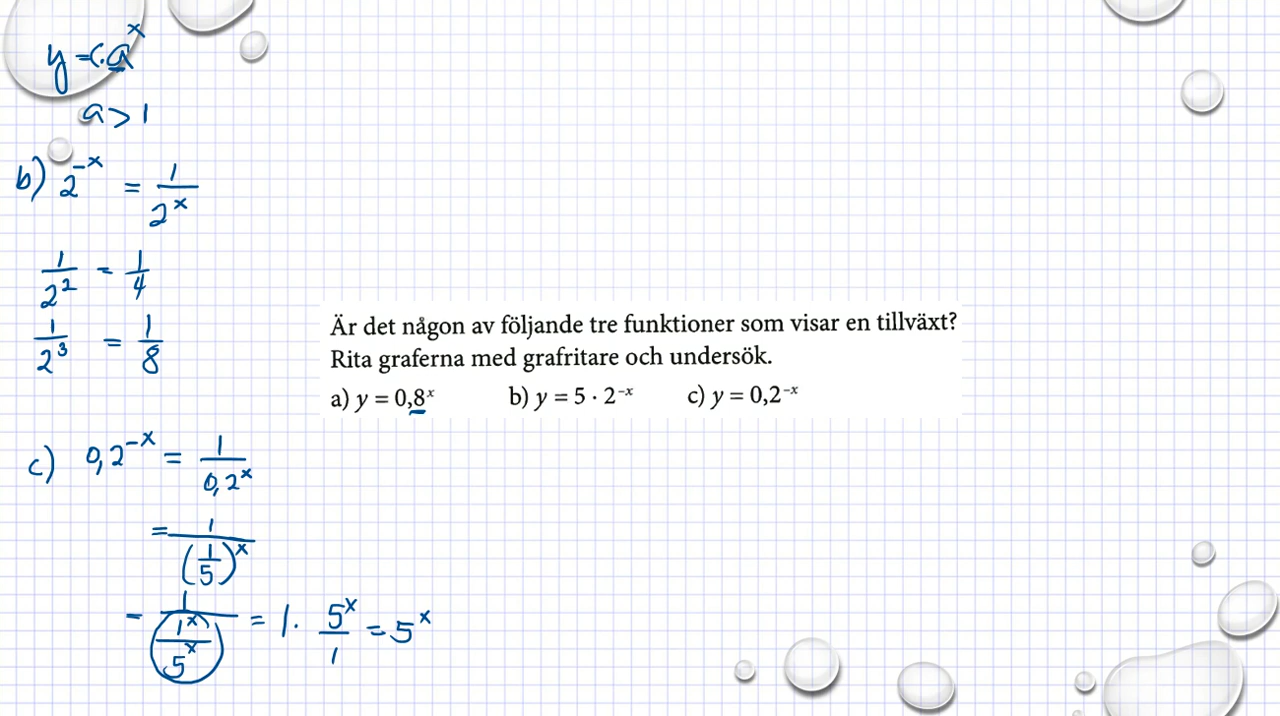 y = C·a^x
a > 1
b) 2^-x = 1/2^x
1/2^2 = 1/4
1/2^3 = 1/8
Är det någon av följande tre funktioner som visar en tillväxt?
Rita graferna med grafritare och undersök.
a) y = 0,8^x b) y = 5 · 2^−x c) y = 0,2^−x
c) 0,2^-x = 1/0,2^x
= 1/(1/5)^x
= 1/(1^x/5^x) = 1 · 5^x/1 = 5^x